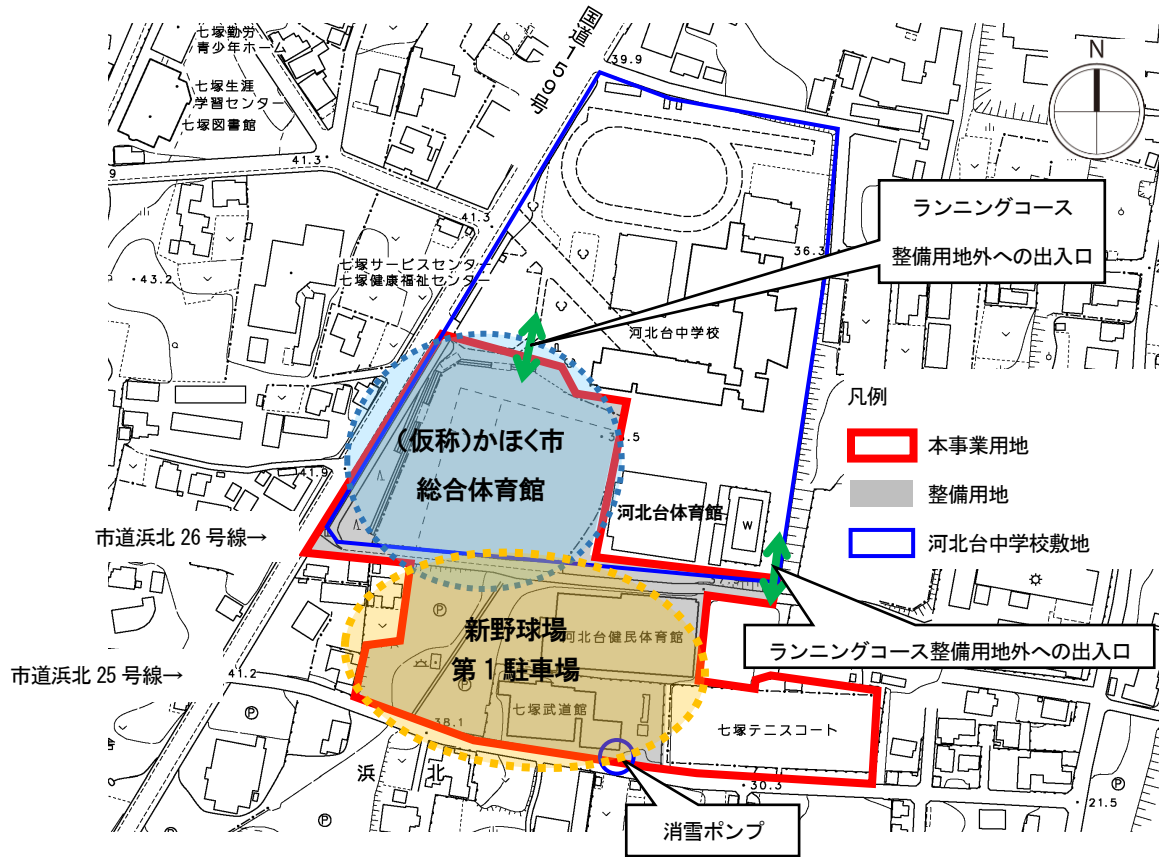 七塚勤労
青少年ホーム
国道159号
39.9
N
七塚生涯
学習センター
七塚図書館
41.3
41.3
ランニングコース
整備用地外への出入口
36.3
43.2
七塚サービスセンター
七塚健康福祉センター
河北台中学校
凡例
本事業用地
整備用地
河北台中学校敷地
(仮称)かほく市
総合体育館
41.9
河北台体育館
W
市道浜北 26 号線→
新野球場
第1駐車場
河北台健民体育館
ランニングコース整備用地外への出入口
市道浜北 25 号線→
41.2
七塚武道館
七塚テニスコート
38.1
浜北
30.3
21.5
消雪ポンプ
P
P
P
P
P